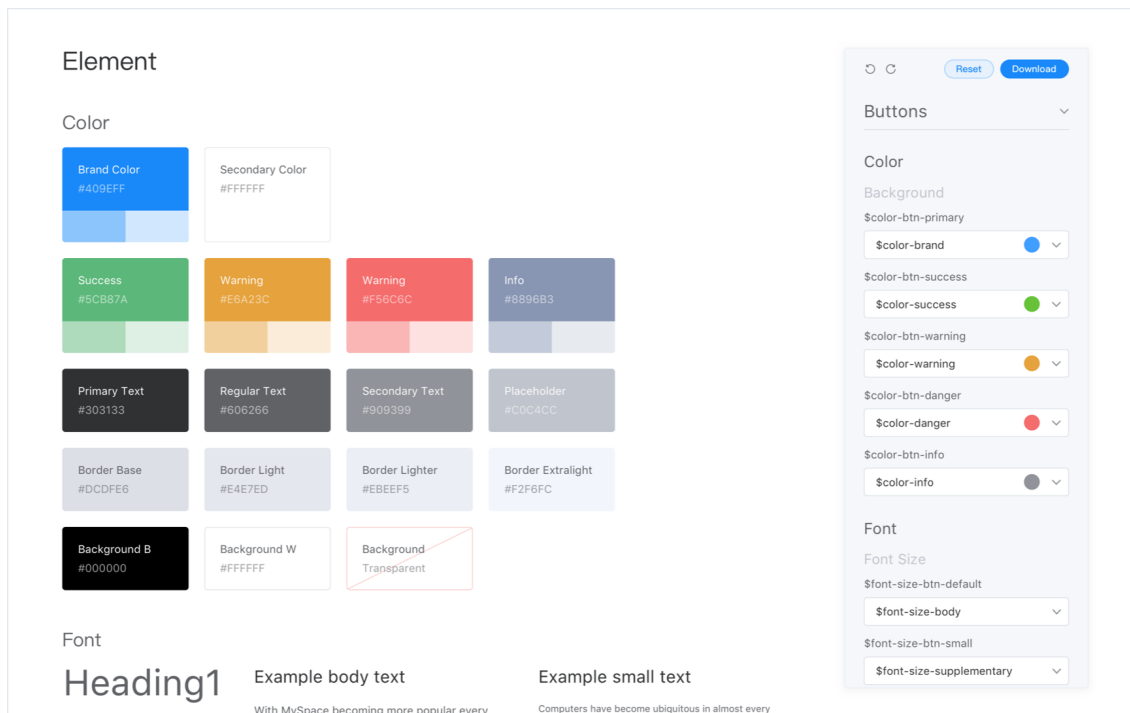 Element
Color
Brand Color
#409EFF
Secondary Color
#FFFFFF
Success
#5CB87A
Warning
#E6A23C
Warning
#F56C6C
Info
#8896B3
Primary Text
#303133
Regular Text
#606266
Secondary Text
#909399
Placeholder
#C0C4CC
Border Base
#DCDFE6
Border Light
#E4E7ED
Border Lighter
#EBEEF5
Border Extralight
#F2F6FC
Background B
#000000
Background W
#FFFFFF
Background
Transparent
Font
Heading1
Example body text
With MySpace becoming more popular every
Example small text
Computers have become ubiquitous in almost every
Reset
Download
Buttons
Color
Background
$color-btn-primary
$color-brand
$color-btn-success
$color-success
$color-btn-warning
$color-warning
$color-btn-danger
$color-danger
$color-btn-info
$color-info
Font
Font Size
$font-size-btn-default
$font-size-body
$font-size-btn-small
$font-size-supplementary